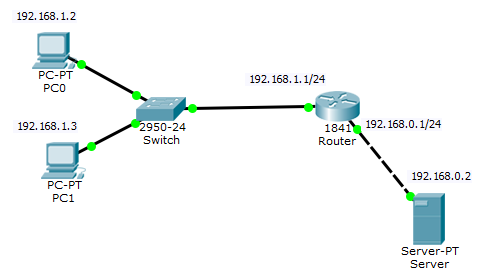 192.168.1.2
PC-PT
PC0
192.168.1.3
PC-PT
PC1
2950-24
Switch
192.168.1.1/24
1841
Router
192.168.0.1/24
192.168.0.2
Server-PT
Server